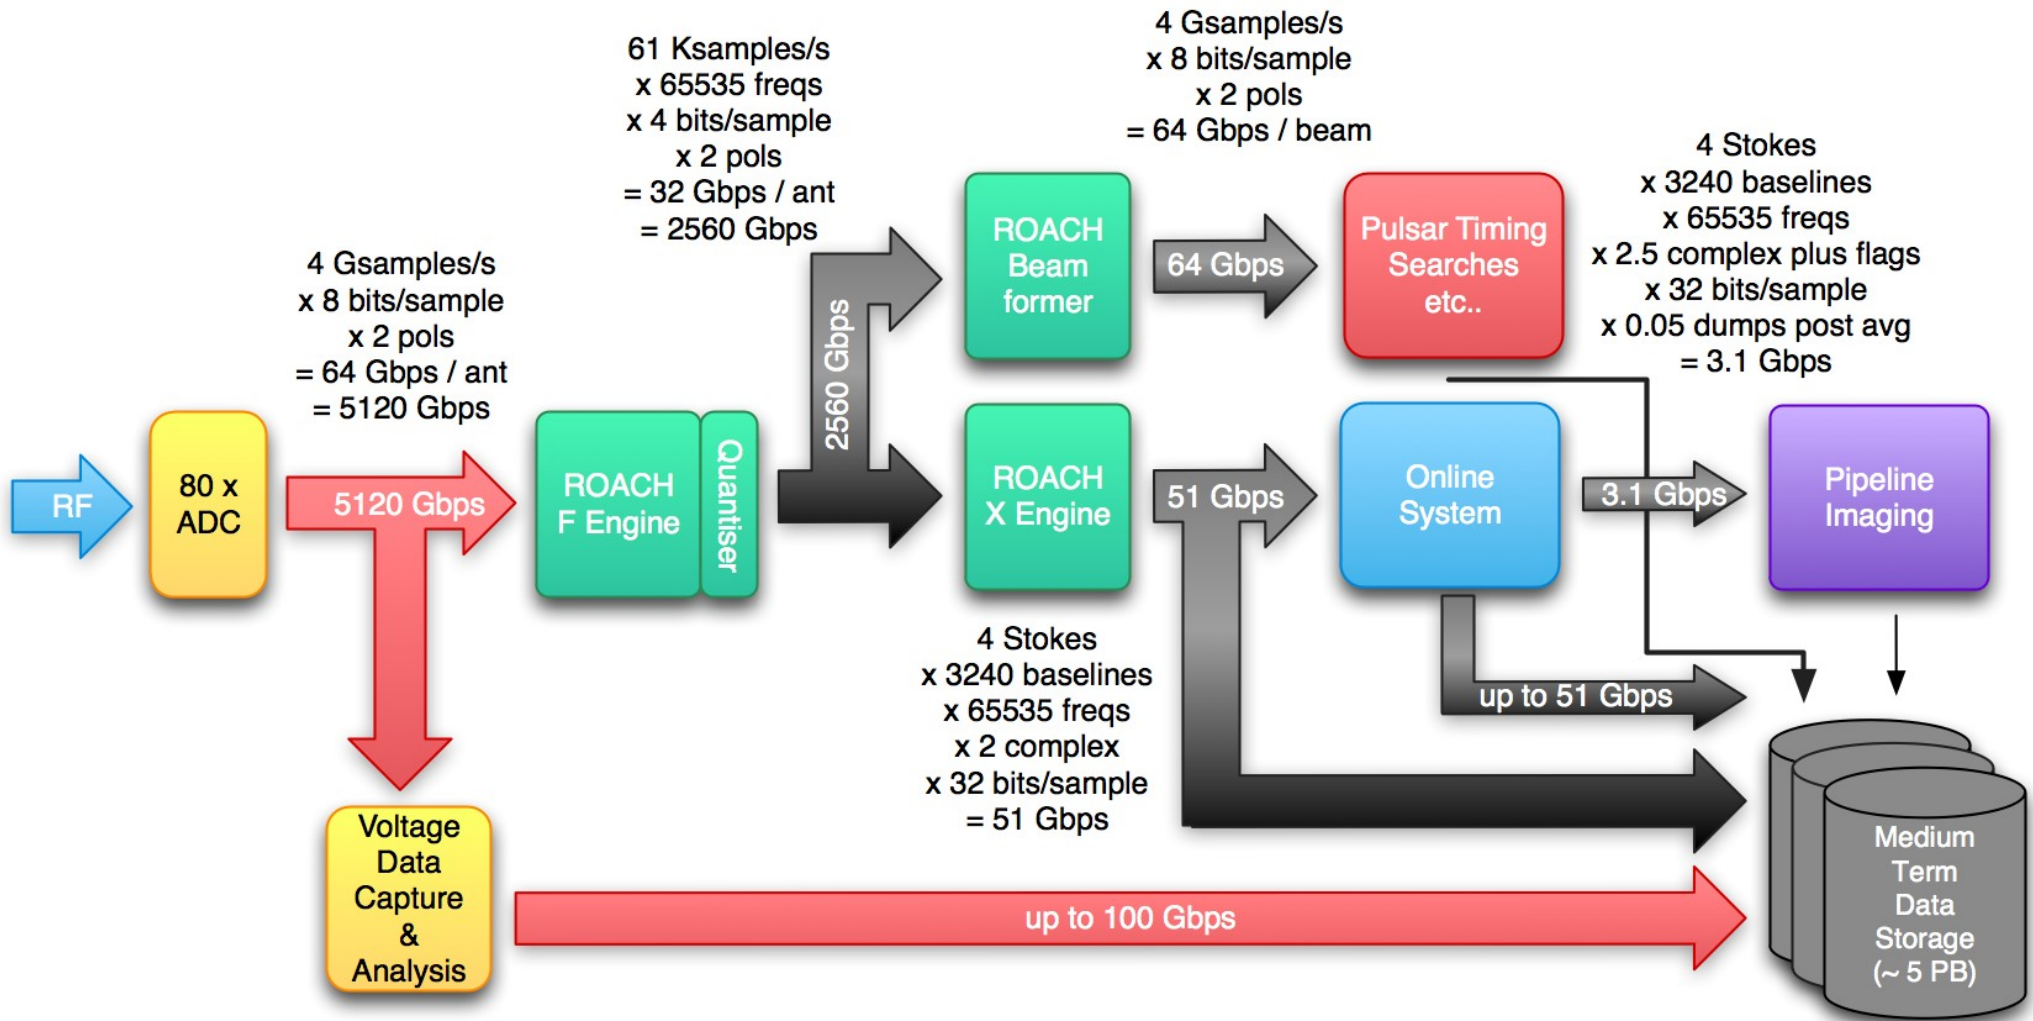 61 Ksamples/s
x 65535 freqs
x 4 bits/sample
x 2 pols
= 32 Gbps / ant
= 2560 Gbps
4 Gsamples/s
x 8 bits/sample
x 2 pols
= 64 Gbps / beam
4 Stokes
x 3240 baselines
x 65535 freqs
x 2.5 complex plus flags
x 32 bits/sample
x 0.05 dumps post avg
= 3.1 Gbps
4 Gsamples/s
x 8 bits/sample
x 2 pols
= 64 Gbps / ant
= 5120 Gbps
ROACH
Beam
former
64 Gbps
Pulsar Timing
Searches
etc..
2560 Gbps
RF
80 x
ADC
5120 Gbps
ROACH
F Engine
Quantiser
ROACH
X Engine
51 Gbps
Online
System
3.1 Gbps
Pipeline
Imaging
4 Stokes
x 3240 baselines
x 65535 freqs
x 2 complex
x 32 bits/sample
= 51 Gbps
up to 51 Gbps
Voltage
Data
Capture
&
Analysis
up to 100 Gbps
Medium
Term
Data
Storage
(~ 5 PB)